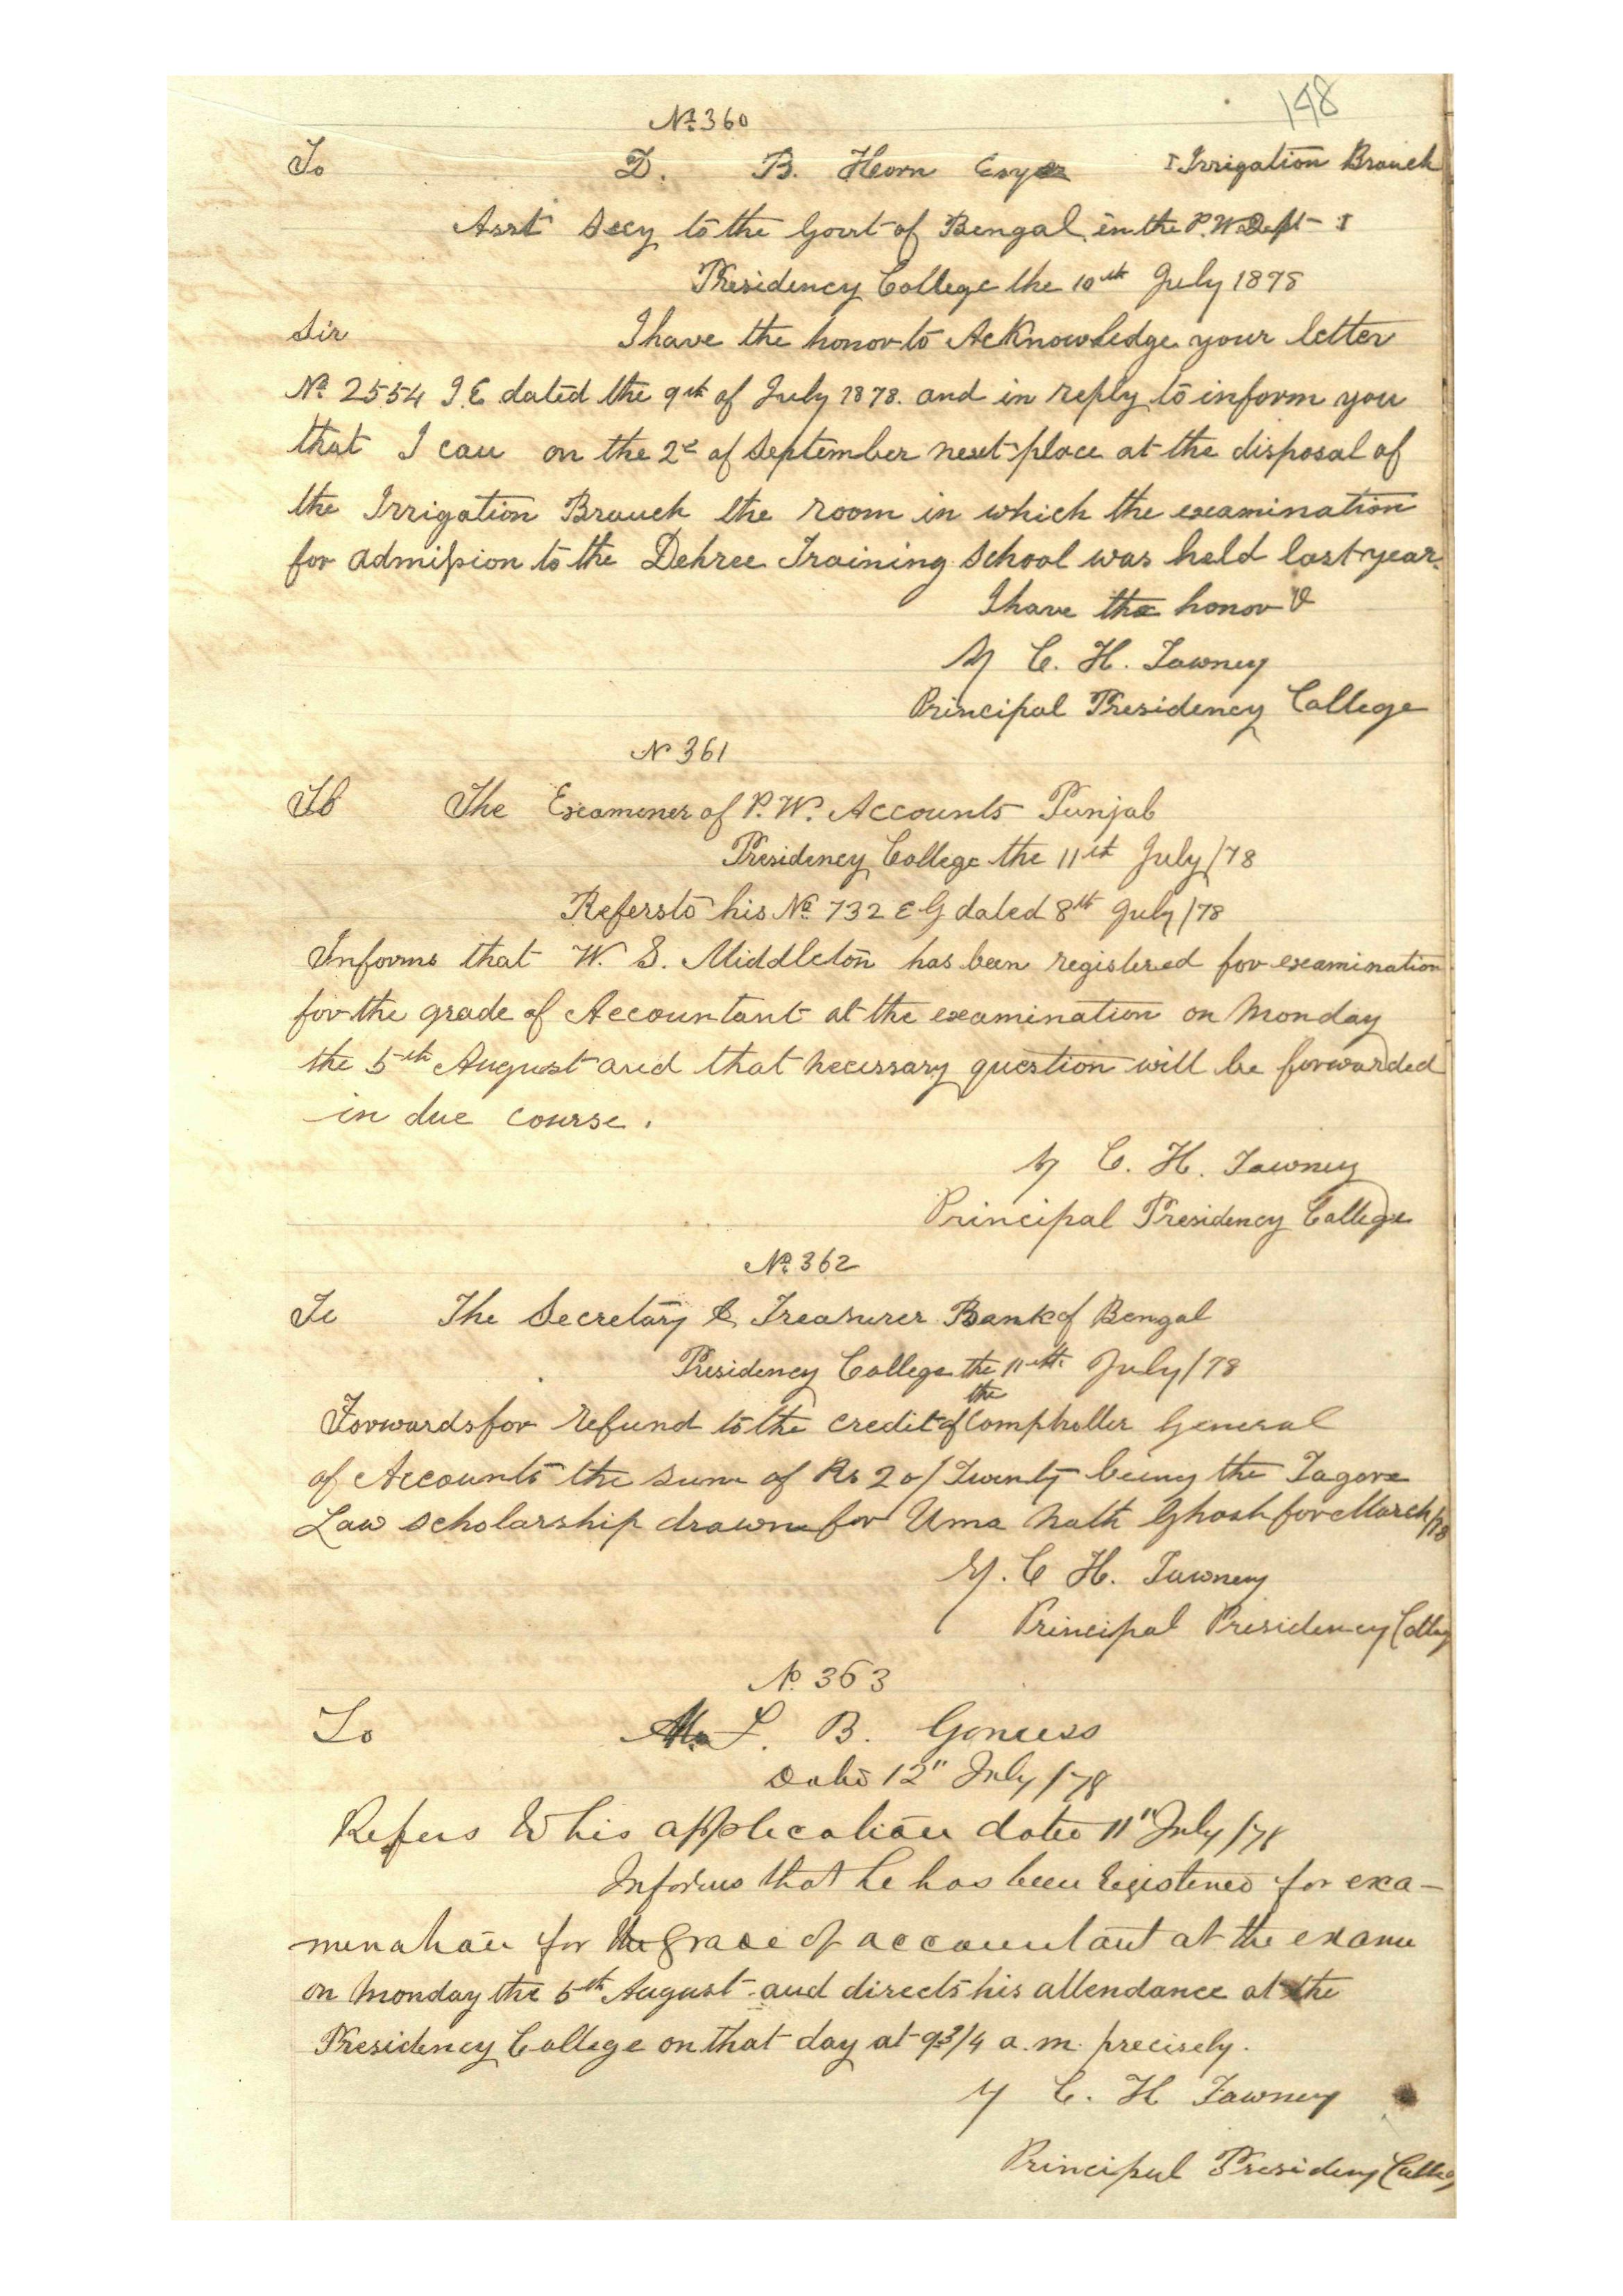 198
No. 360
To D. B. Horn Esqre Irrigation Branch
Asst Secy to the Govt of Bengal in the P.W. Dept
Presidency College the 10th July 1878
Sir I have the honor to Acknowledge your letter
No. 2554 I.E dated the 9th of July 1878. and in reply to inform you
that I can on the 2d of September next place at the disposal of
the Irrigation Branch the room in which the examination
for admission to the Dehree Training School was held last year.
I have the honor &
C. H. Tawney
Principal Presidency College
No 361
To The Examiner of P.W. Accounts Punjab
Presidency College the 11th July/78
Refers to his No. 732 E G dated 8th July/78
Informs that W. S. Middleton has been registered for examination
for the grade of Accountant at the examination on Monday
the 5th August and that necessary question will be forwarded
in due course.
C. H. Tawney
Principal Presidency College
No. 362
To The Secretary & Treasurer Bank of Bengal
Presidency College the 11th July/78
Forwards for refund to the credit of the Comptroller General
of Accounts the sum of Rs 20/ Twenty being the Tagore
Law scholarship drawn for Uma Nath Ghosh for March/78
C H. Tawney
Principal Presidency College
No. 363
To L. B. Goness
Dated 12" July/78
Refers to his application dated 11" July/78
Informs that he has been registered for exa-
mination for the grade of accountant at the exam
on Monday the 5th August and directs his attendance at the
Presidency College on that day at 9 3/4 a.m. precisely.
C. H Tawney
Principal Presidency College